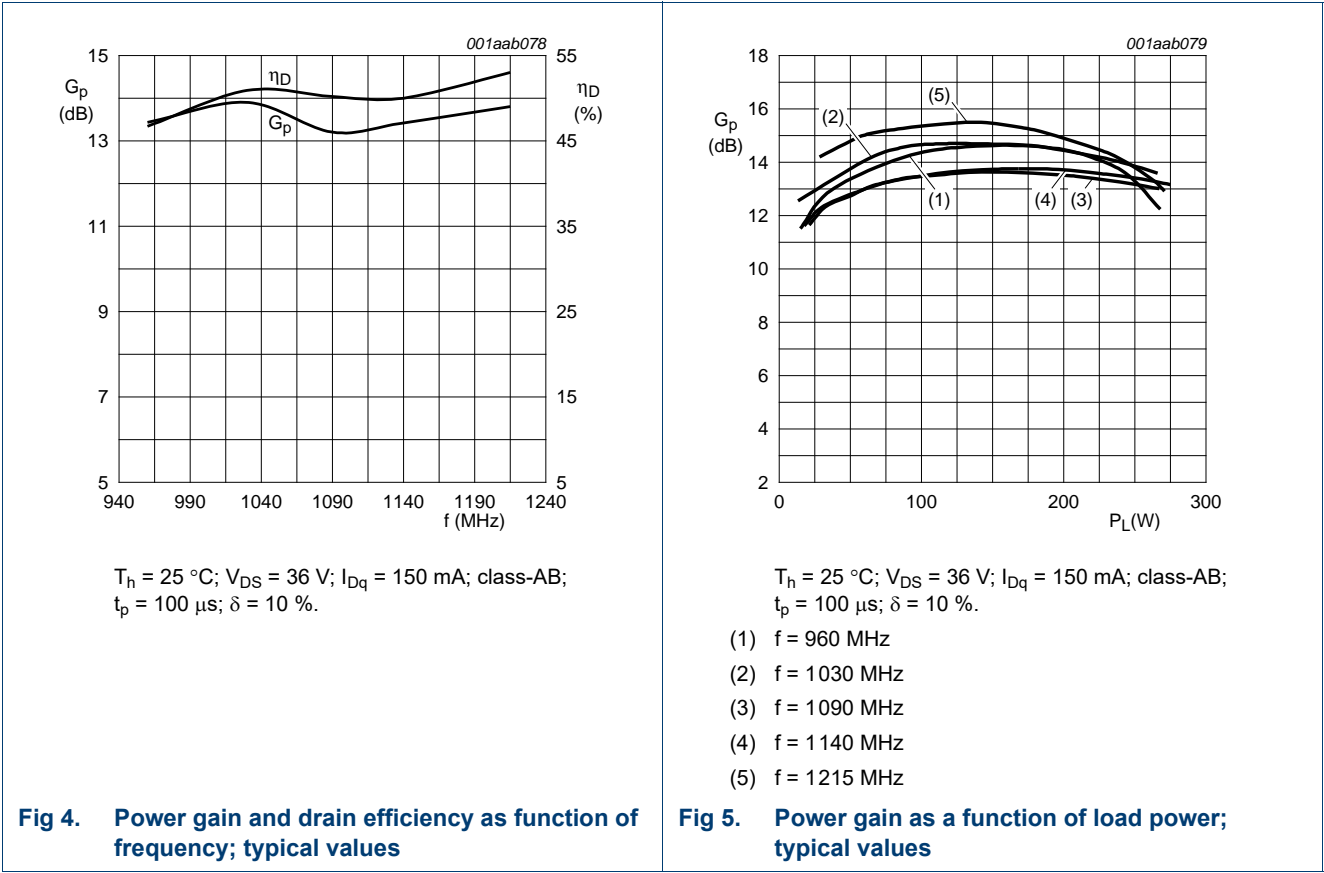 001aab078
15
13
11
9
7
5
Gp
(dB)
ηD
Gp
55
45
35
25
15
5
ηD
(%)
940 990 1040 1090 1140 1190 1240
f (MHz)
Th = 25 °C; VDS = 36 V; IDq = 150 mA; class-AB;
tp = 100 μs; δ = 10 %.
Fig 4. Power gain and drain efficiency as function of
frequency; typical values
001aab079
18
16
14
12
10
8
6
4
2
Gp
(dB)
(5)
(2)
(1)
(4)
(3)
0 100 200 300
PL(W)
Th = 25 °C; VDS = 36 V; IDq = 150 mA; class-AB;
tp = 100 μs; δ = 10 %.
(1) f = 960 MHz
(2) f = 1030 MHz
(3) f = 1090 MHz
(4) f = 1140 MHz
(5) f = 1215 MHz
Fig 5. Power gain as a function of load power;
typical values